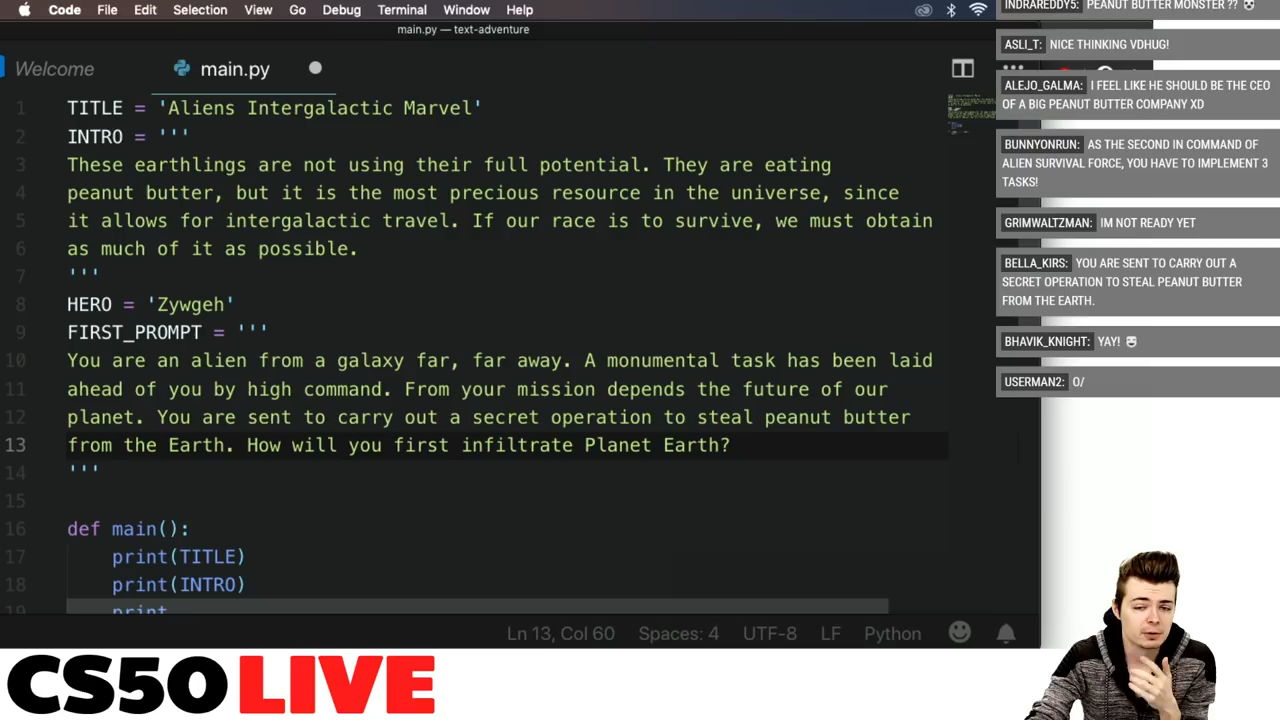 Code File Edit Selection View Go Debug Terminal Window Help
main.py — text-adventure
Welcome main.py
1 TITLE = 'Aliens Intergalactic Marvel'
2 INTRO = '''
3 These earthlings are not using their full potential. They are eating
4 peanut butter, but it is the most precious resource in the universe, since
5 it allows for intergalactic travel. If our race is to survive, we must obtain
6 as much of it as possible.
7 '''
8 HERO = 'Zywgeh'
9 FIRST_PROMPT = '''
10 You are an alien from a galaxy far, far away. A monumental task has been laid
11 ahead of you by high command. From your mission depends the future of our
12 planet. You are sent to carry out a secret operation to steal peanut butter
13 from the Earth. How will you first infiltrate Planet Earth?
14 '''
15
16 def main():
17 print(TITLE)
18 print(INTRO)
19 print
Ln 13, Col 60 Spaces: 4 UTF-8 LF Python
INDRAREDDY5: PEANUT BUTTER MONSTER ??
ASLI_T: NICE THINKING VDHUG!
ALEJO_GALMA: I FEEL LIKE HE SHOULD BE THE CEO
OF A BIG PEANUT BUTTER COMPANY XD
BUNNYONRUN: AS THE SECOND IN COMMAND OF
ALIEN SURVIVAL FORCE, YOU HAVE TO IMPLEMENT 3
TASKS!
GRIMWALTZMAN: IM NOT READY YET
BELLA_KIRS: YOU ARE SENT TO CARRY OUT A
SECRET OPERATION TO STEAL PEANUT BUTTER
FROM THE EARTH.
BHAVIK_KNIGHT: YAY!
USERMAN2: O/
CS50LIVE